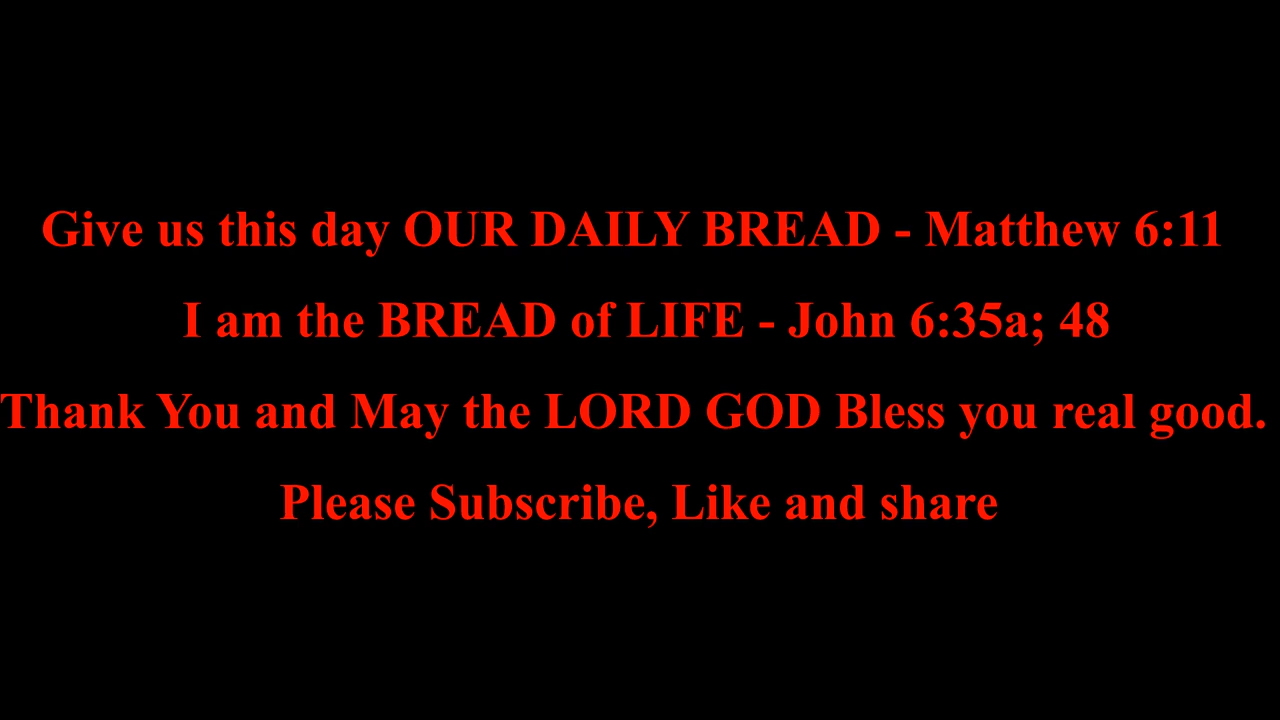 Give us this day OUR DAILY BREAD - Matthew 6:11
I am the BREAD of LIFE - John 6:35a; 48
Thank You and May the LORD GOD Bless you real good.
Please Subscribe, Like and share